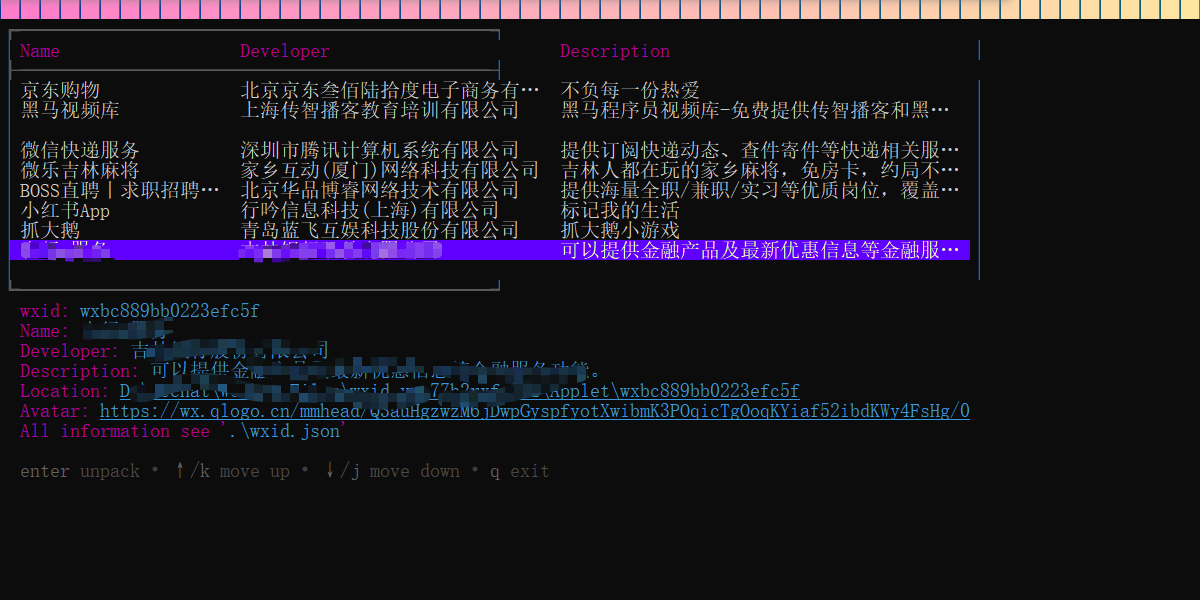 Name Developer Description
京东购物 北京京东叁佰陆拾度电子商务有… 不负每一份热爱
黑马视频库 上海传智播客教育培训有限公司 黑马程序员视频库-免费提供传智播客和黑…
微信快递服务 深圳市腾讯计算机系统有限公司 提供订阅快递动态、查件寄件等快递相关服…
微乐吉林麻将 家乡互动(厦门)网络科技有限公司 吉林人都在玩的家乡麻将，免房卡，约局不…
BOSS直聘丨求职招聘… 北京华品博睿网络技术有限公司 提供海量全职/兼职/实习等优质岗位，覆盖…
小红书App 行吟信息科技(上海)有限公司 标记我的生活
抓大鹅 青岛蓝飞互娱科技股份有限公司 抓大鹅小游戏
可以提供金融产品及最新优惠信息等金融服…
wxid: wxbc889bb0223efc5f
Name:
Developer: 吉 公司
Description: 可以提供金
Location: D \Applet\wxbc889bb0223efc5f
Avatar: https://wx.qlogo.cn/mmhead/Q3auHgzwzM6jDwpGyspfyotXwibmK3POqicTgOoqKYiaf52ibdKWy4FsHg/0
All information see '.\wxid.json'
enter unpack • ↑/k move up • ↓/j move down • q exit